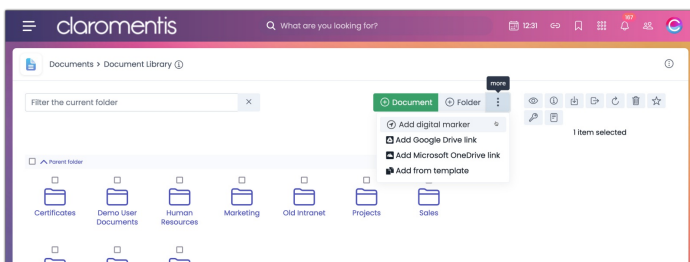 claromentis
What are you looking for?
12:31
167
Documents > Document Library
more
Filter the current folder
Document
Folder
Add digital marker
Add Google Drive link
Add Microsoft OneDrive link
Add from template
1 item selected
Parent folder
Certificates
Demo User
Documents
Human
Resources
Marketing
Old Intranet
Projects
Sales